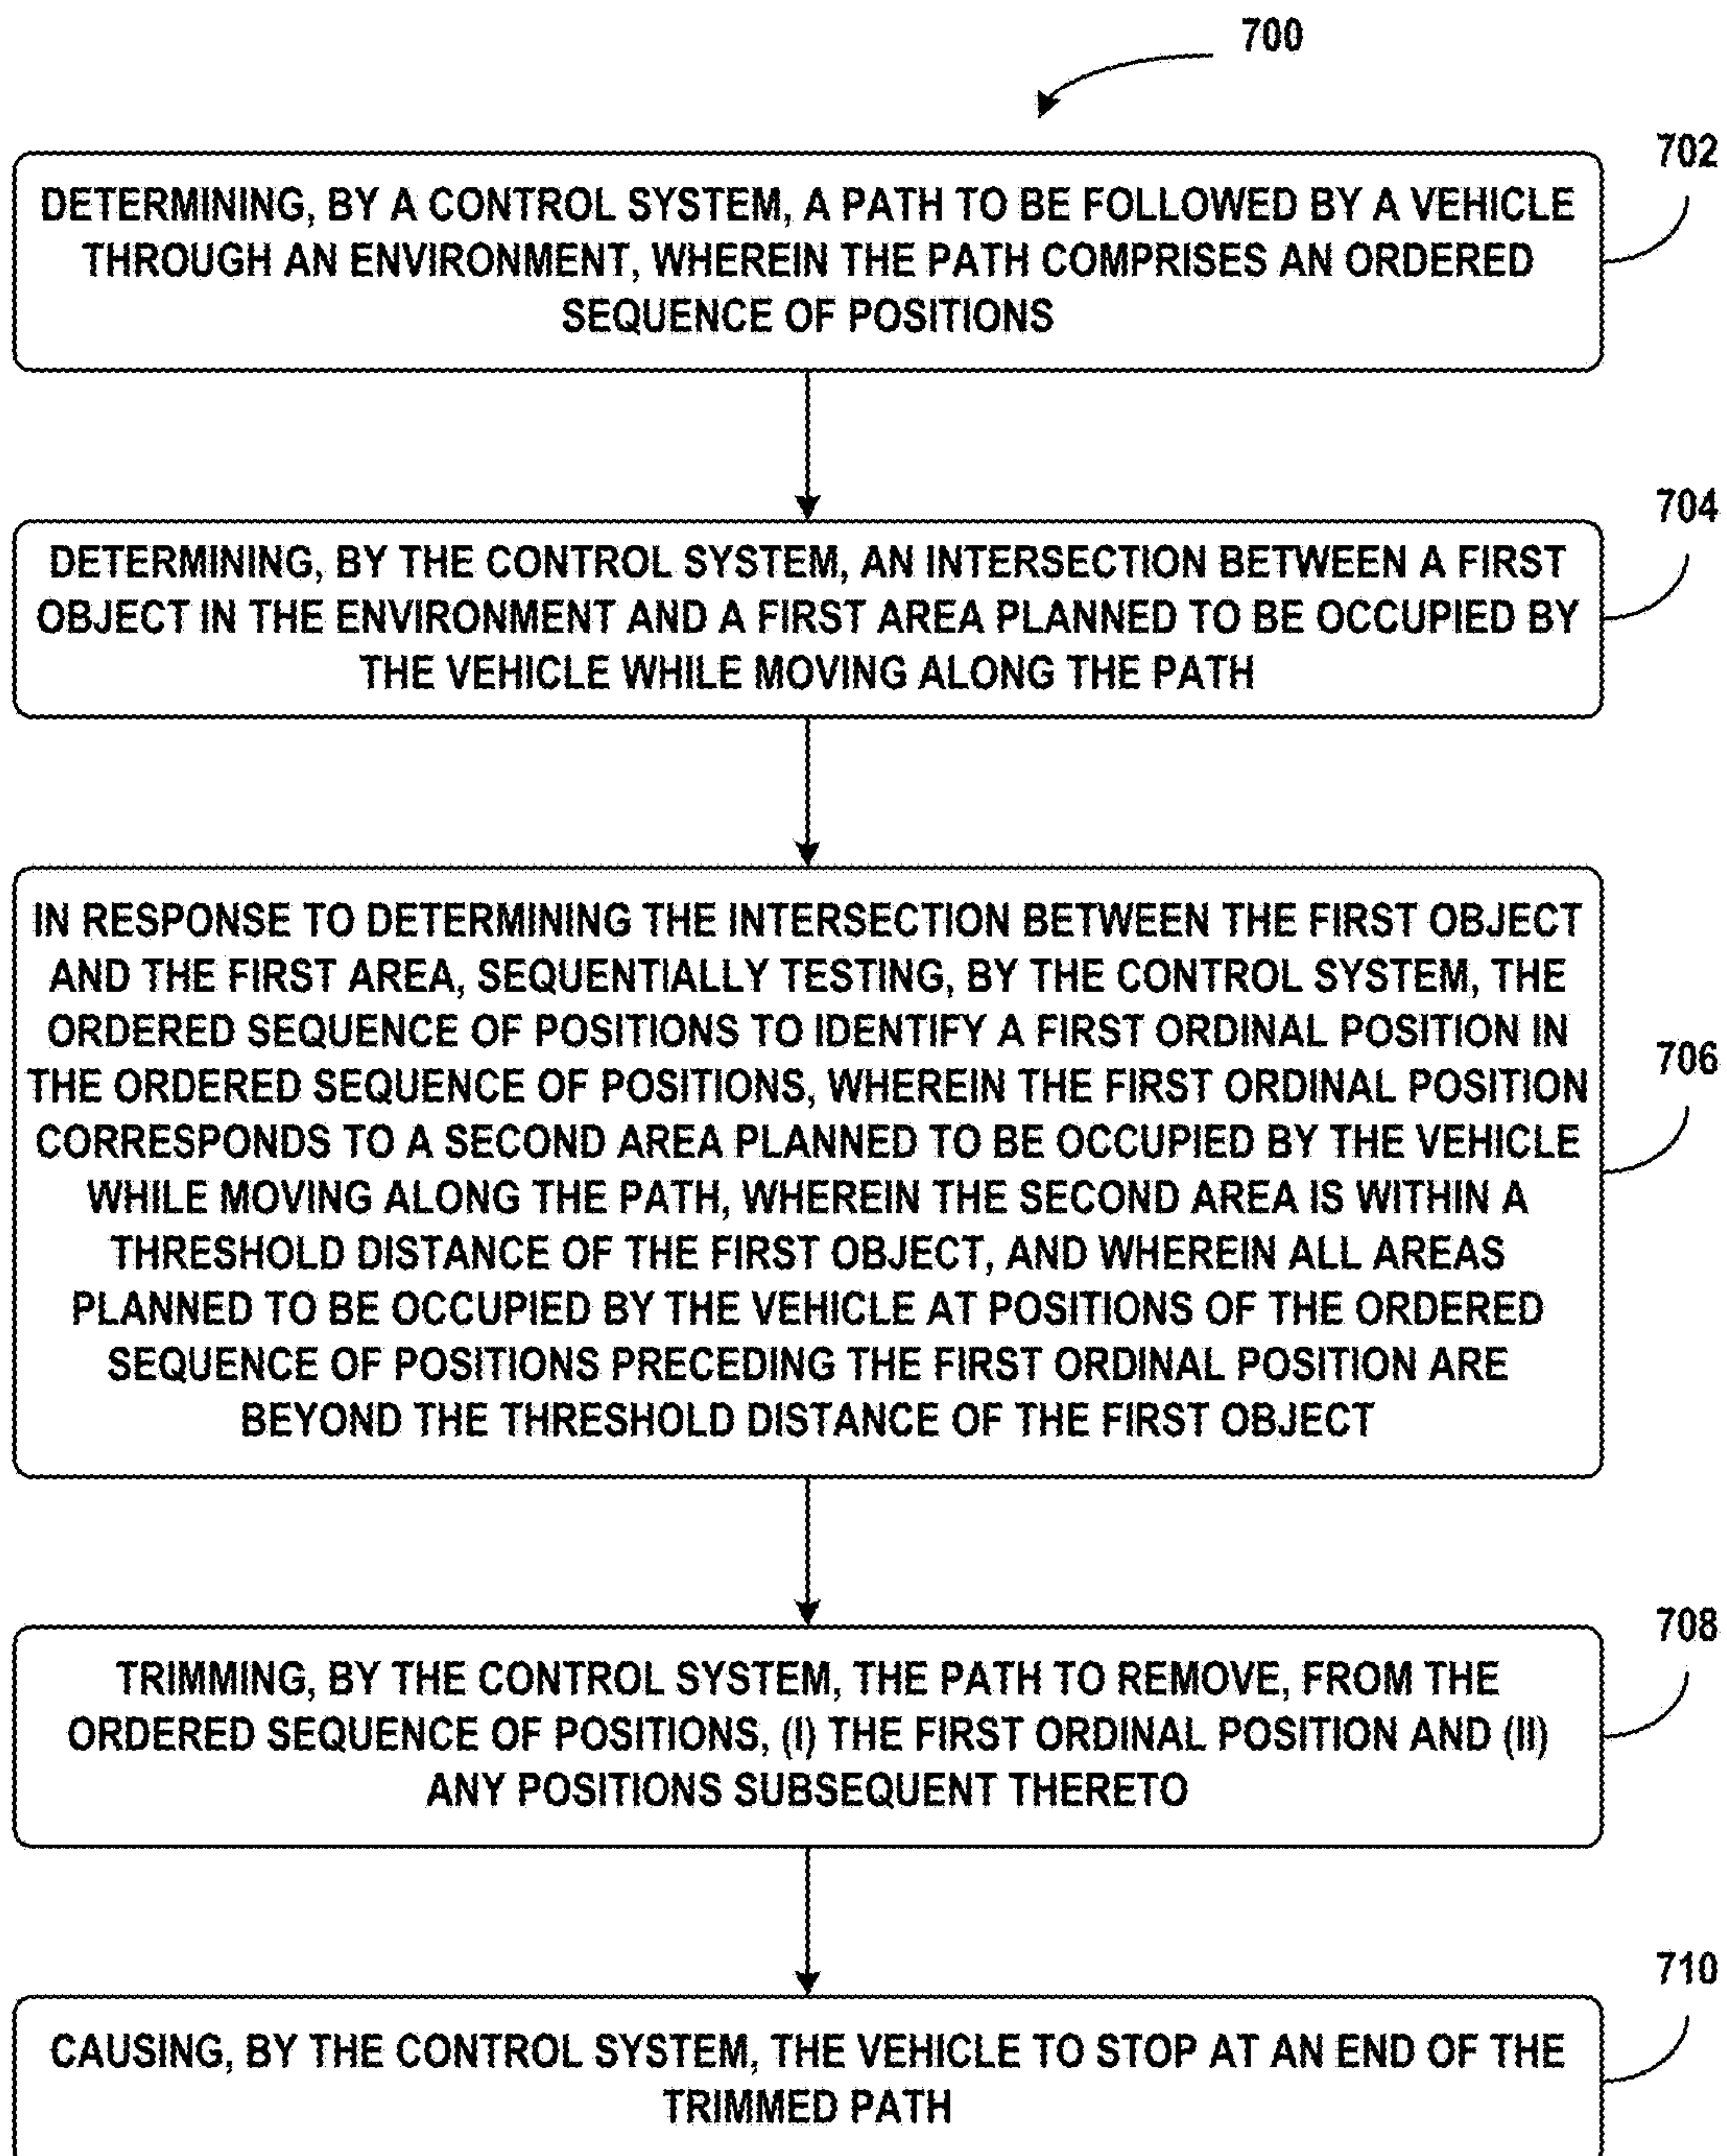 700
702
DETERMINING, BY A CONTROL SYSTEM, A PATH TO BE FOLLOWED BY A VEHICLE
THROUGH AN ENVIRONMENT, WHEREIN THE PATH COMPRISES AN ORDERED
SEQUENCE OF POSITIONS
704
DETERMINING, BY THE CONTROL SYSTEM, AN INTERSECTION BETWEEN A FIRST
OBJECT IN THE ENVIRONMENT AND A FIRST AREA PLANNED TO BE OCCUPIED BY
THE VEHICLE WHILE MOVING ALONG THE PATH
706
IN RESPONSE TO DETERMINING THE INTERSECTION BETWEEN THE FIRST OBJECT
AND THE FIRST AREA, SEQUENTIALLY TESTING, BY THE CONTROL SYSTEM, THE
ORDERED SEQUENCE OF POSITIONS TO IDENTIFY A FIRST ORDINAL POSITION IN
THE ORDERED SEQUENCE OF POSITIONS, WHEREIN THE FIRST ORDINAL POSITION
CORRESPONDS TO A SECOND AREA PLANNED TO BE OCCUPIED BY THE VEHICLE
WHILE MOVING ALONG THE PATH, WHEREIN THE SECOND AREA IS WITHIN A
THRESHOLD DISTANCE OF THE FIRST OBJECT, AND WHEREIN ALL AREAS
PLANNED TO BE OCCUPIED BY THE VEHICLE AT POSITIONS OF THE ORDERED
SEQUENCE OF POSITIONS PRECEDING THE FIRST ORDINAL POSITION ARE
BEYOND THE THRESHOLD DISTANCE OF THE FIRST OBJECT
708
TRIMMING, BY THE CONTROL SYSTEM, THE PATH TO REMOVE, FROM THE
ORDERED SEQUENCE OF POSITIONS, (I) THE FIRST ORDINAL POSITION AND (II)
ANY POSITIONS SUBSEQUENT THERETO
710
CAUSING, BY THE CONTROL SYSTEM, THE VEHICLE TO STOP AT AN END OF THE
TRIMMED PATH